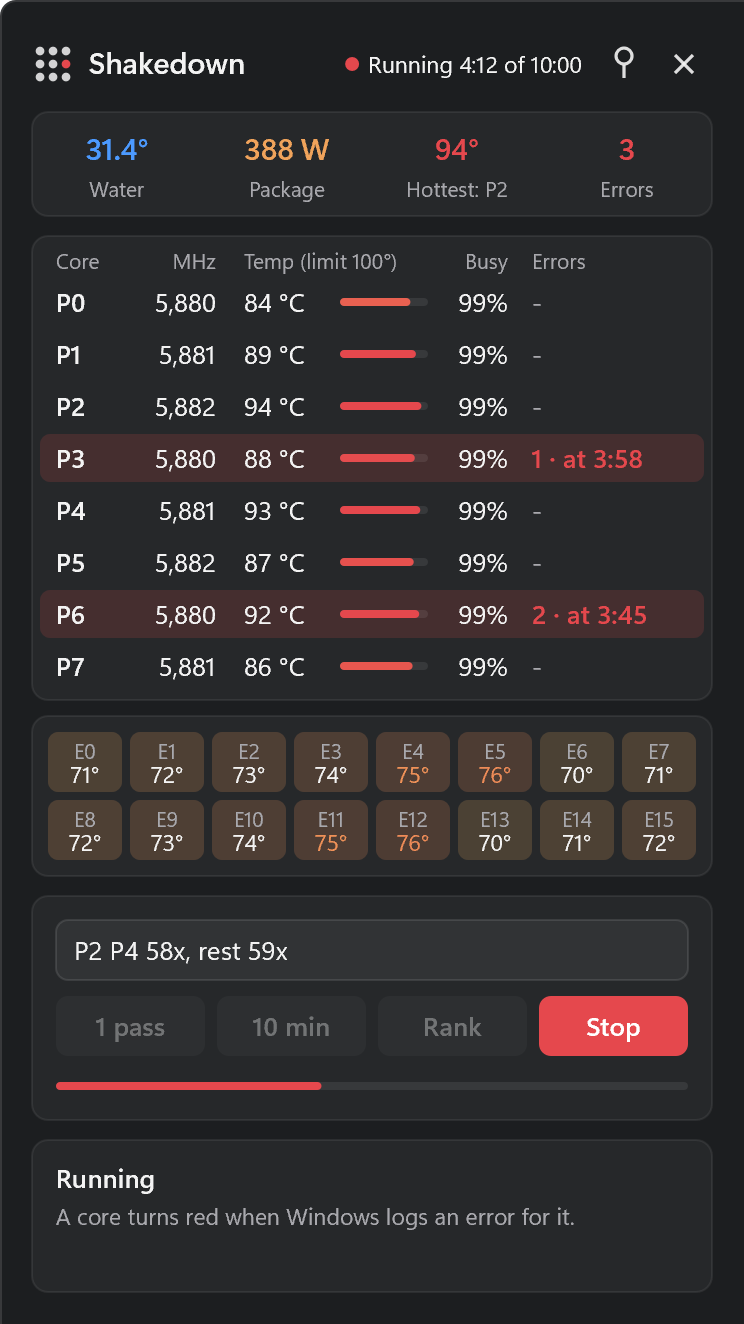 Shakedown
Running 4:12 of 10:00
31.4° 388 W 94° 3
Water Package Hottest: P2 Errors
Core MHz Temp (limit 100°) Busy Errors
P0 5,880 84 °C 99% -
P1 5,881 89 °C 99% -
P2 5,882 94 °C 99% -
P3 5,880 88 °C 99% 1 · at 3:58
P4 5,881 93 °C 99% -
P5 5,882 87 °C 99% -
P6 5,880 92 °C 99% 2 · at 3:45
P7 5,881 86 °C 99% -
E0 E1 E2 E3 E4 E5 E6 E7
71° 72° 73° 74° 75° 76° 70° 71°
E8 E9 E10 E11 E12 E13 E14 E15
72° 73° 74° 75° 76° 70° 71° 72°
P2 P4 58x, rest 59x
1 pass 10 min Rank Stop
Running
A core turns red when Windows logs an error for it.